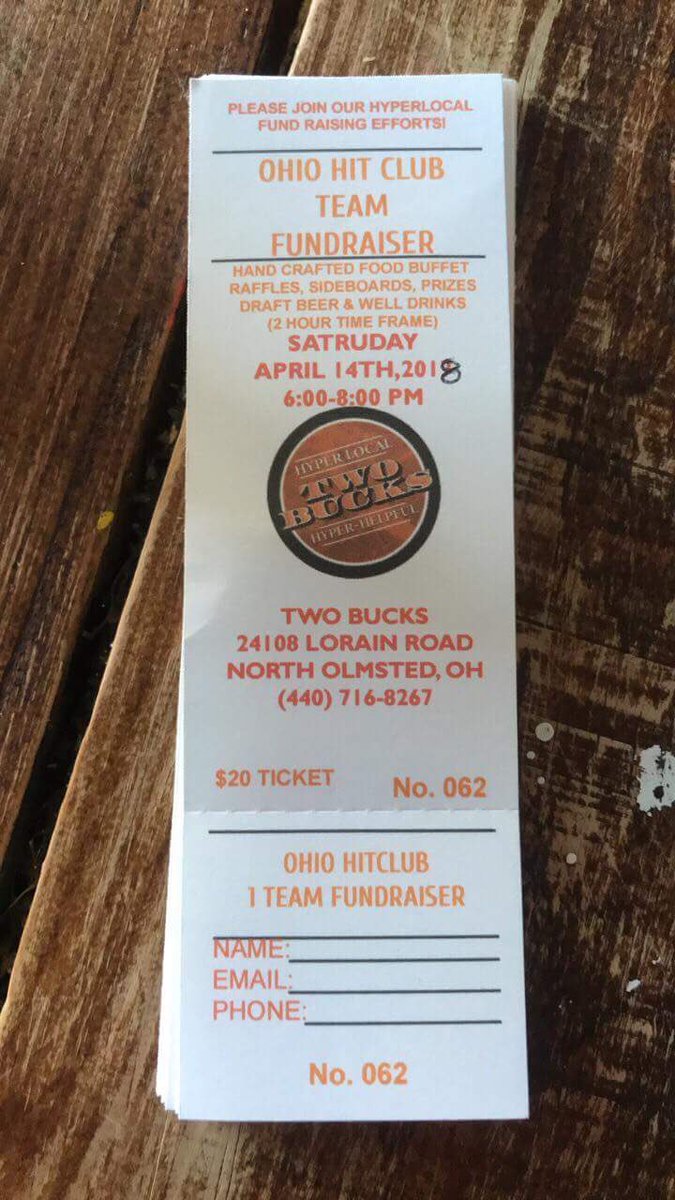 PLEASE JOIN OUR HYPERLOCAL
FUND RAISING EFFORTS!
OHIO HIT CLUB
TEAM
FUNDRAISER
HAND CRAFTED FOOD BUFFET
RAFFLES, SIDEBOARDS, PRIZES
DRAFT BEER & WELL DRINKS
(2 HOUR TIME FRAME)
SATRUDAY
APRIL 14TH,2018
6:00-8:00 PM
HYPERLOCAL
TWO
BUCKS
HYPER-HELPFUL
TWO BUCKS
24108 LORAIN ROAD
NORTH OLMSTED, OH
(440) 716-8267
$20 TICKET No. 062
OHIO HITCLUB
1 TEAM FUNDRAISER
NAME:
EMAIL:
PHONE:
No. 062